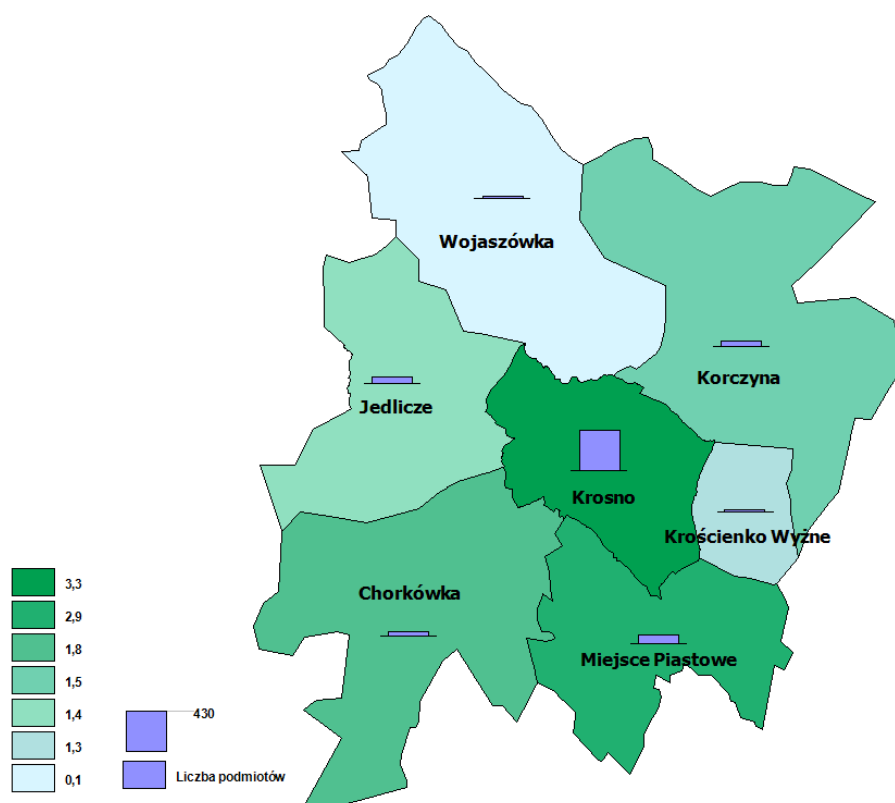 Wojaszówka
Korczyna
Jedlicze
Krosno
Krościenko Wyżne
Chorkówka
Miejsce Piastowe
3,3
2,9
1,8
1,5
1,4
1,3
0,1
430
Liczba podmiotów